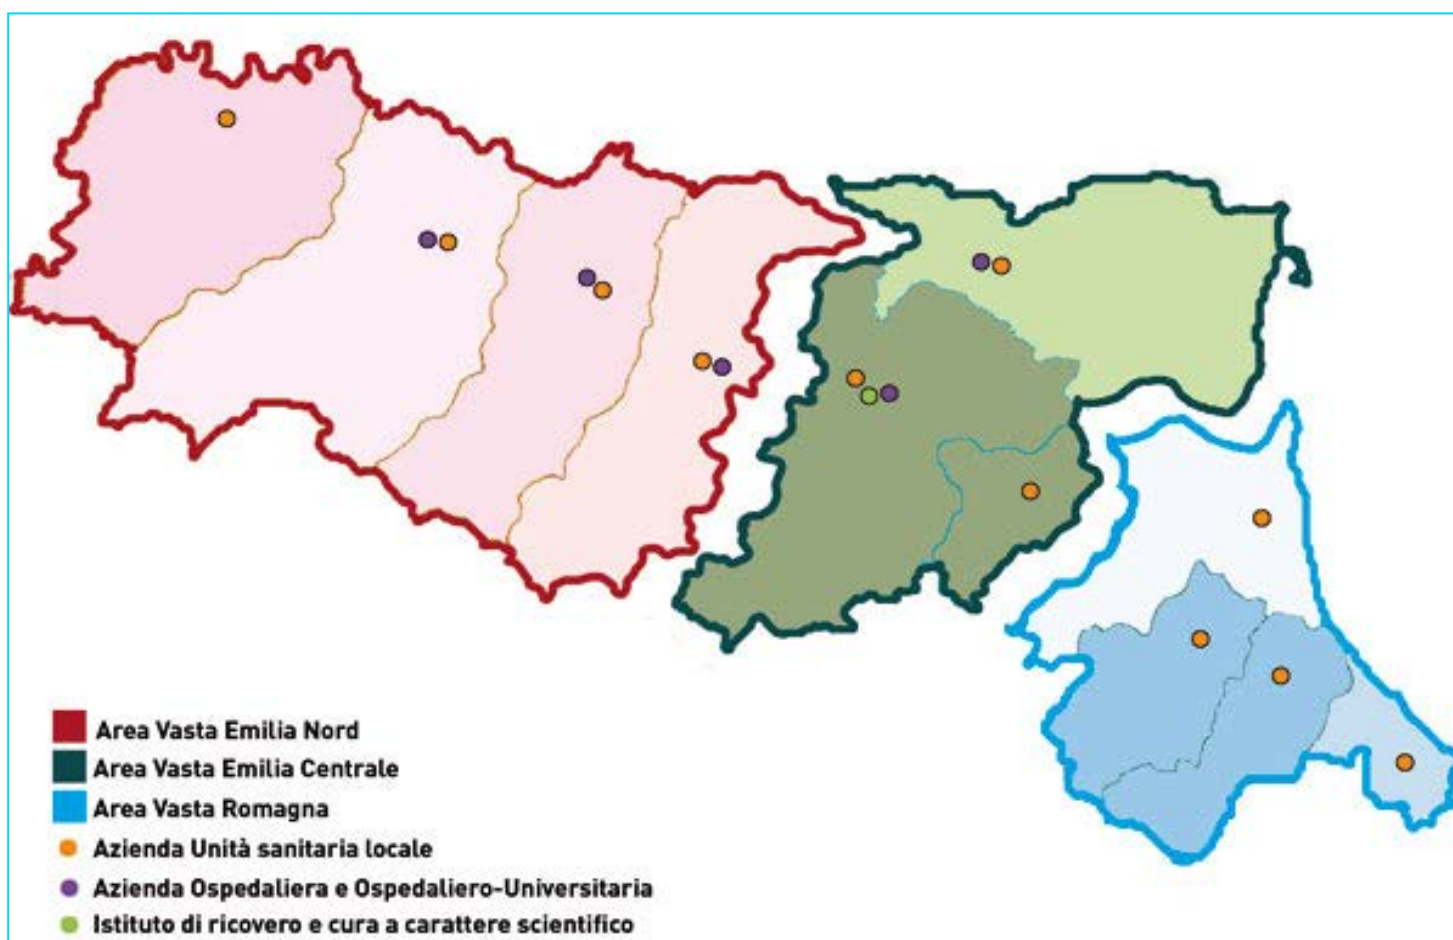 Area Vasta Emilia Nord
Area Vasta Emilia Centrale
Area Vasta Romagna
Azienda Unità sanitaria locale
Azienda Ospedaliera e Ospedaliero-Universitaria
Istituto di ricovero e cura a carattere scientifico